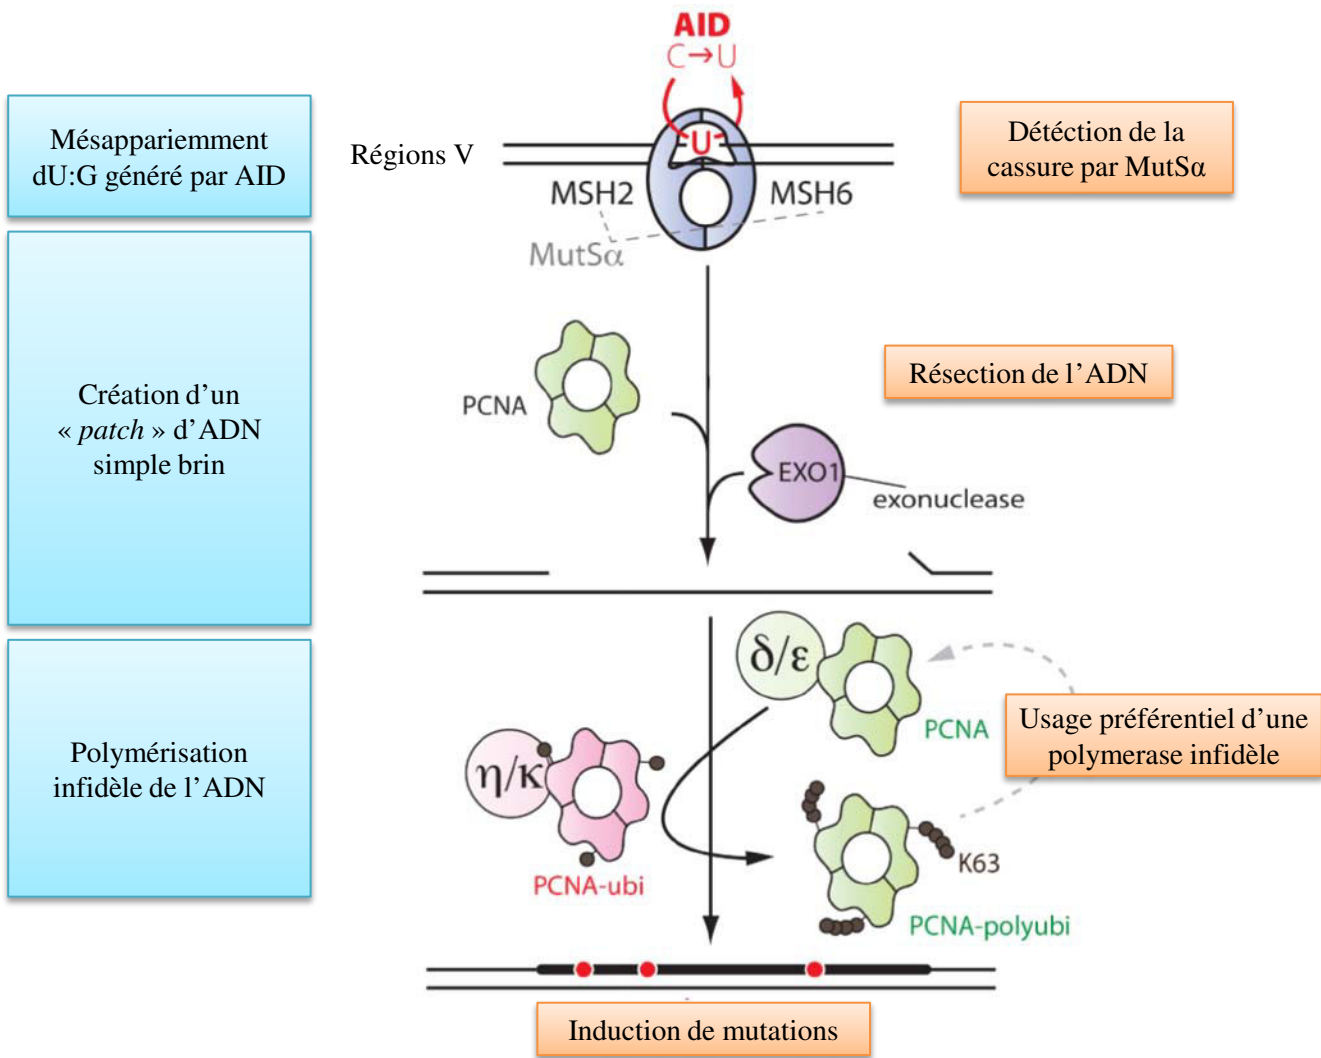 AID
C→U
Mésappariemment
dU:G généré par AID
Régions V
U
Détéction de la
cassure par MutSα
MSH2
MSH6
MutSα
Création d'un
« patch » d'ADN
simple brin
PCNA
Résection de l'ADN
EXO1
exonuclease
Polymérisation
infidèle de l'ADN
δ/ε
PCNA
Usage préférentiel d'une
polymerase infidèle
η/κ
PCNA-ubi
K63
PCNA-polyubi
Induction de mutations